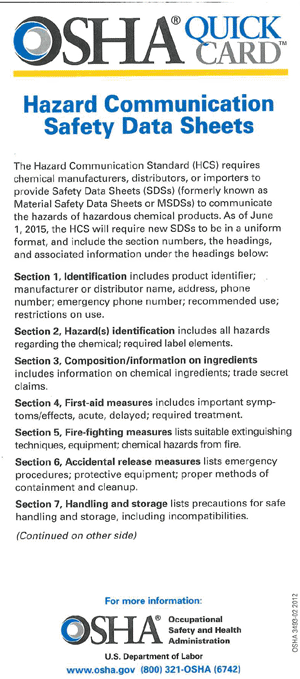 OSHA® QUICK
CARD™
Hazard Communication
Safety Data Sheets
The Hazard Communication Standard (HCS) requires
chemical manufacturers, distributors, or importers to
provide Safety Data Sheets (SDSs) (formerly known as
Material Safety Data Sheets or MSDSs) to communicate
the hazards of hazardous chemical products. As of June
1, 2015, the HCS will require new SDSs to be in a uniform
format, and include the section numbers, the headings,
and associated information under the headings below:
Section 1, Identification includes product identifier;
manufacturer or distributor name, address, phone
number; emergency phone number; recommended use;
restrictions on use.
Section 2, Hazard(s) identification includes all hazards
regarding the chemical; required label elements.
Section 3, Composition/information on ingredients
includes information on chemical ingredients; trade secret
claims.
Section 4, First-aid measures includes important symp-
toms/effects, acute, delayed; required treatment.
Section 5, Fire-fighting measures lists suitable extinguishing
techniques, equipment; chemical hazards from fire.
Section 6, Accidental release measures lists emergency
procedures; protective equipment; proper methods of
containment and cleanup.
Section 7, Handling and storage lists precautions for safe
handling and storage, including incompatibilities.
(Continued on other side)
For more information:
OSHA® Occupational
Safety and Health
Administration
U.S. Department of Labor
www.osha.gov (800) 321-OSHA (6742)
OSHA 3493-02 2012